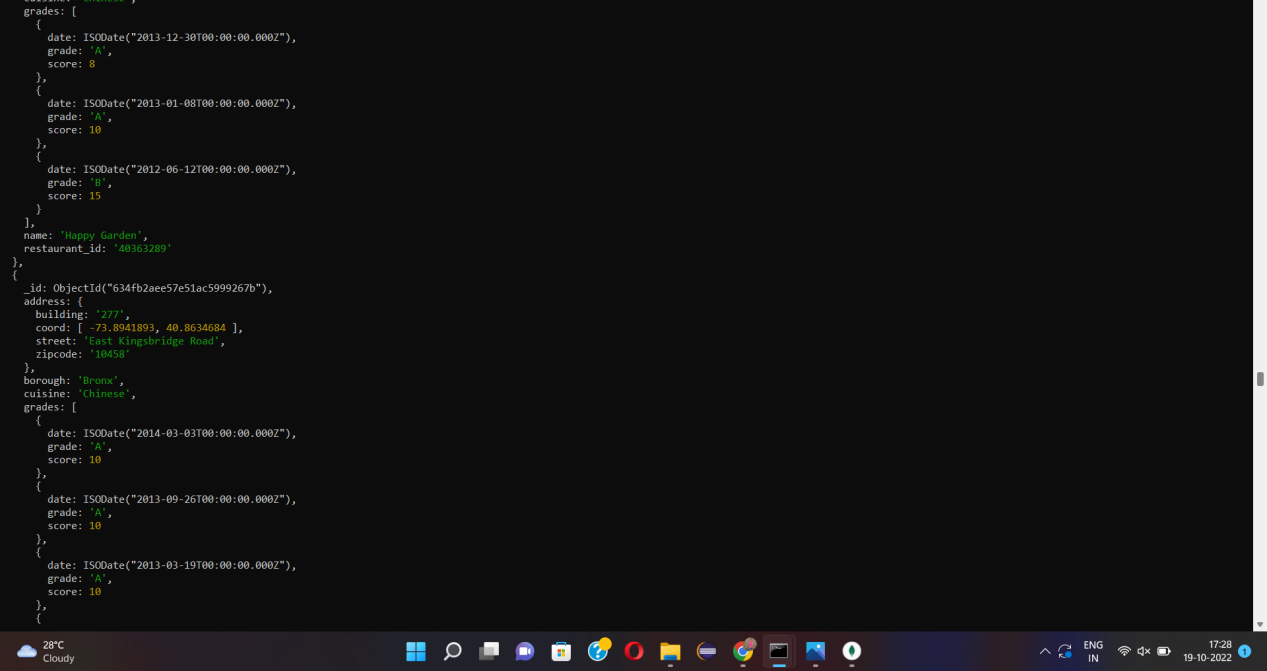 cuisine: 'Chinese',
grades: [
{
date: ISODate("2013-12-30T00:00:00.000Z"),
grade: 'A',
score: 8
},
{
date: ISODate("2013-01-08T00:00:00.000Z"),
grade: 'A',
score: 10
},
{
date: ISODate("2012-06-12T00:00:00.000Z"),
grade: 'B',
score: 15
}
],
name: 'Happy Garden',
restaurant_id: '40363289'
},
{
_id: ObjectId("634fb2aee57e51ac5999267b"),
address: {
building: '277',
coord: [ -73.8941893, 40.8634684 ],
street: 'East Kingsbridge Road',
zipcode: '10458'
},
borough: 'Bronx',
cuisine: 'Chinese',
grades: [
{
date: ISODate("2014-03-03T00:00:00.000Z"),
grade: 'A',
score: 10
},
{
date: ISODate("2013-09-26T00:00:00.000Z"),
grade: 'A',
score: 10
},
{
date: ISODate("2013-03-19T00:00:00.000Z"),
grade: 'A',
score: 10
},
{
28°C
Cloudy
ENG
IN
17:28
19-10-2022
1